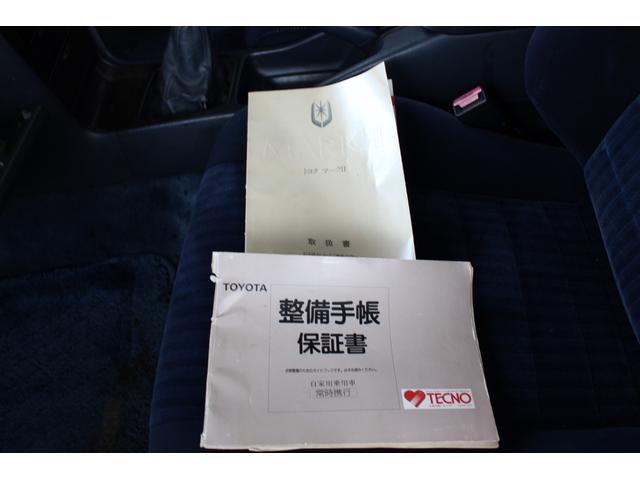 MARK II
トヨタ マークII
取扱書
TOYOTA
整備手帳
保証書
自家用乗用車
常時携行
TECNO